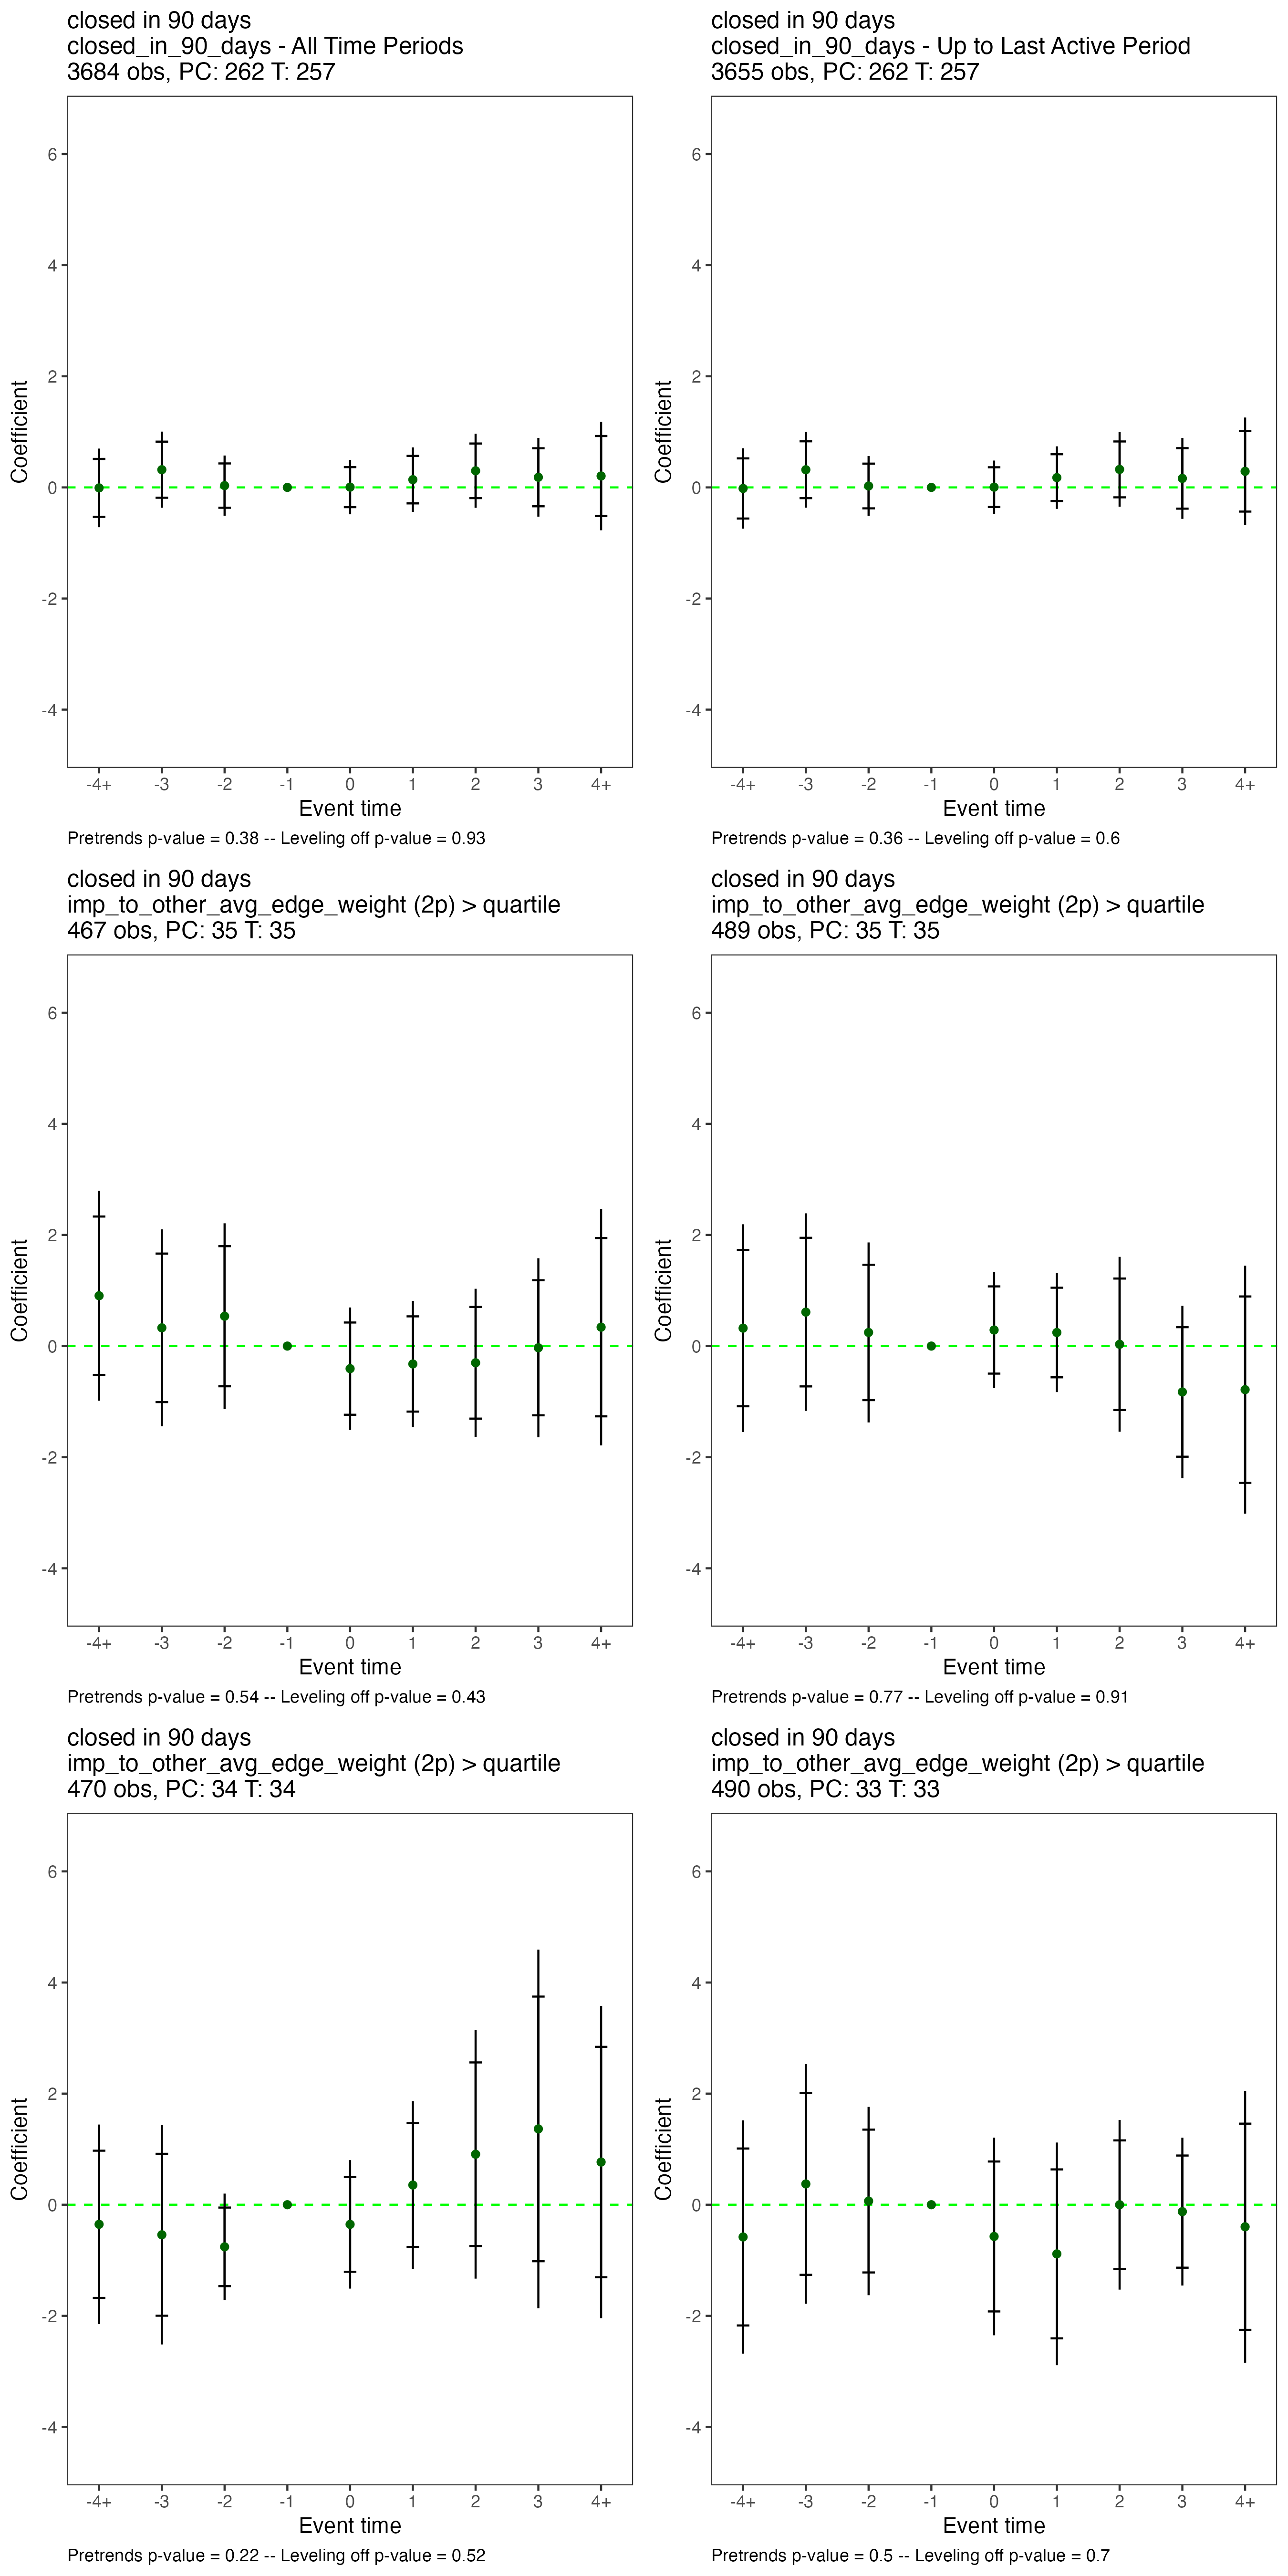 closed in 90 days
closed_in_90_days - All Time Periods
3684 obs, PC: 262 T: 257
6
4
2
0
-2
-4
Coefficient
-4+ -3 -2 -1 0 1 2 3 4+
Event time
Pretrends p-value = 0.38 -- Leveling off p-value = 0.93
closed in 90 days
closed_in_90_days - Up to Last Active Period
3655 obs, PC: 262 T: 257
6
4
2
0
-2
-4
Coefficient
-4+ -3 -2 -1 0 1 2 3 4+
Event time
Pretrends p-value = 0.36 -- Leveling off p-value = 0.6
closed in 90 days
imp_to_other_avg_edge_weight (2p) > quartile
467 obs, PC: 35 T: 35
6
4
2
0
-2
-4
Coefficient
-4+ -3 -2 -1 0 1 2 3 4+
Event time
Pretrends p-value = 0.54 -- Leveling off p-value = 0.43
closed in 90 days
imp_to_other_avg_edge_weight (2p) > quartile
489 obs, PC: 35 T: 35
6
4
2
0
-2
-4
Coefficient
-4+ -3 -2 -1 0 1 2 3 4+
Event time
Pretrends p-value = 0.77 -- Leveling off p-value = 0.91
closed in 90 days
imp_to_other_avg_edge_weight (2p) > quartile
470 obs, PC: 34 T: 34
6
4
2
0
-2
-4
Coefficient
-4+ -3 -2 -1 0 1 2 3 4+
Event time
Pretrends p-value = 0.22 -- Leveling off p-value = 0.52
closed in 90 days
imp_to_other_avg_edge_weight (2p) > quartile
490 obs, PC: 33 T: 33
6
4
2
0
-2
-4
Coefficient
-4+ -3 -2 -1 0 1 2 3 4+
Event time
Pretrends p-value = 0.5 -- Leveling off p-value = 0.7